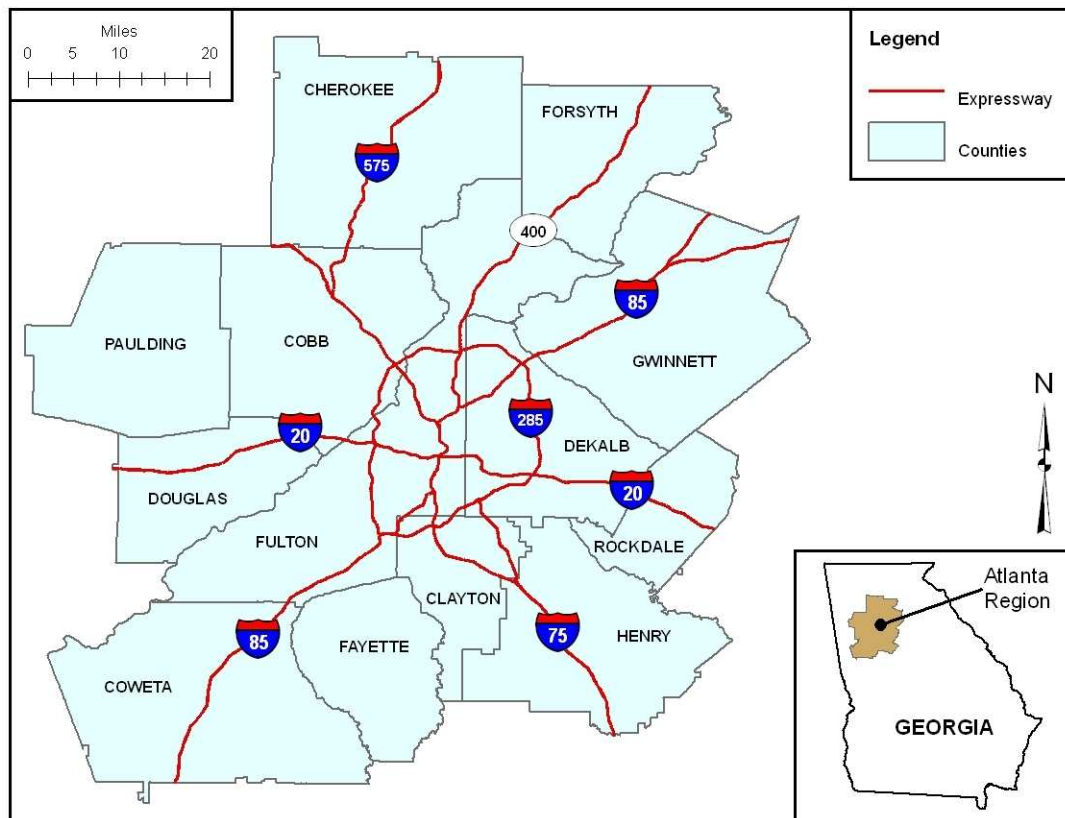 Miles
0 5 10 20
Legend
Expressway
Counties
CHEROKEE
FORSYTH
575
400
85
PAULDING
COBB
GWINNETT
285
20
DEKALB
20
DOUGLAS
FULTON
ROCKDALE
CLAYTON
85
75
HENRY
FAYETTE
COWETA
N
Atlanta
Region
GEORGIA